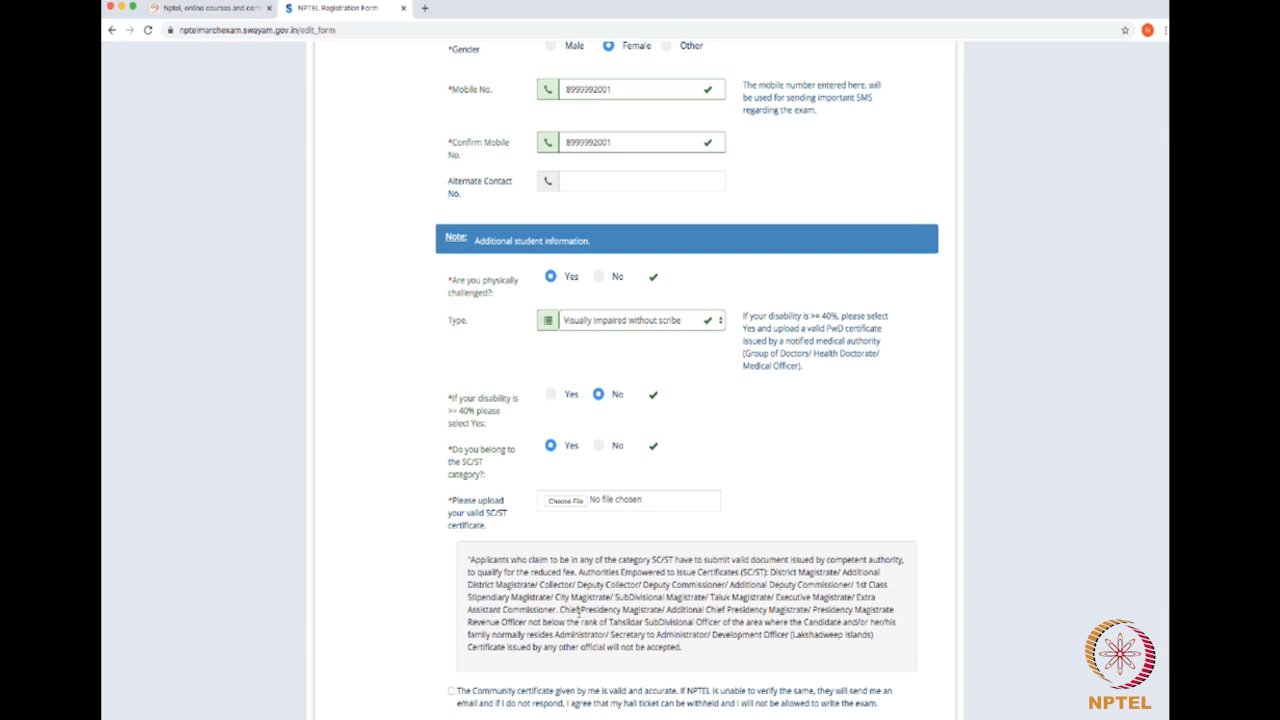 Nptel, online courses and certi
NPTEL Registration Form
nptelmarchexam.swayam.gov.in/edit_form
N
*Gender
Male
Female
Other
*Mobile No.
8999992001
The mobile number entered here, will
be used for sending important SMS
regarding the exam.
*Confirm Mobile
No.
8999992001
Alternate Contact
No.
Note:
Additional student information.
*Are you physically
challenged?:
Yes
No
Type.
Visually impaired without scribe
If your disability is >= 40%, please select
Yes and upload a valid PwD certificate
issued by a notified medical authority
(Group of Doctors/ Health Doctorate/
Medical Officer).
*If your disability is
>= 40% please
select Yes:
Yes
No
*Do you belong to
the SC/ST
category?:
Yes
No
*Please upload
your valid SC/ST
certificate.
Choose File No file chosen
"Applicants who claim to be in any of the category SC/ST have to submit valid document issued by competent authority,
to qualify for the reduced fee. Authorities Empowered to Issue Certificates (SC/ST): District Magistrate/ Additional
District Magistrate/ Collector/ Deputy Collector/ Deputy Commissioner/ Additional Deputy Commissioner/ 1st Class
Stipendiary Magistrate/ City Magistrate/ SubDivisional Magistrate/ Taluk Magistrate/ Executive Magistrate/ Extra
Assistant Commissioner. Chief Presidency Magistrate/ Additional Chief Presidency Magistrate/ Presidency Magistrate
Revenue Officer not below the rank of Tahsildar SubDivisional Officer of the area where the Candidate and/or her/his
family normally resides Administrator/ Secretary to Administrator/ Development Officer (Lakshadweep Islands)
Certificate issued by any other official will not be accepted.
The Community certificate given by me is valid and accurate. If NPTEL is unable to verify the same, they will send me an
email and if I do not respond, I agree that my hall ticket can be withheld and I will not be allowed to write the exam.
NPTEL